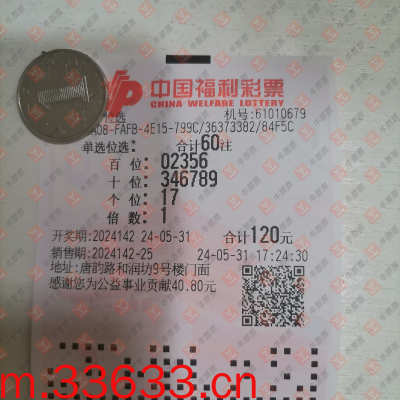 中国福利彩票
CHINA WELFARE LOTTERY
选 机号:61010679
08-FAFB-4E15-799C/36373382/84F5C
单选位选: 合计60注
百位: 02356
十位: 346789
个位: 17
倍数: 1
开奖期:2024142 24-05-31 合计120元
销售期:2024142-25 24-05-31 17:24:30
地址:唐韵路和润坊9号楼门面
感谢您为公益事业贡献40.80元
m.33633.cn